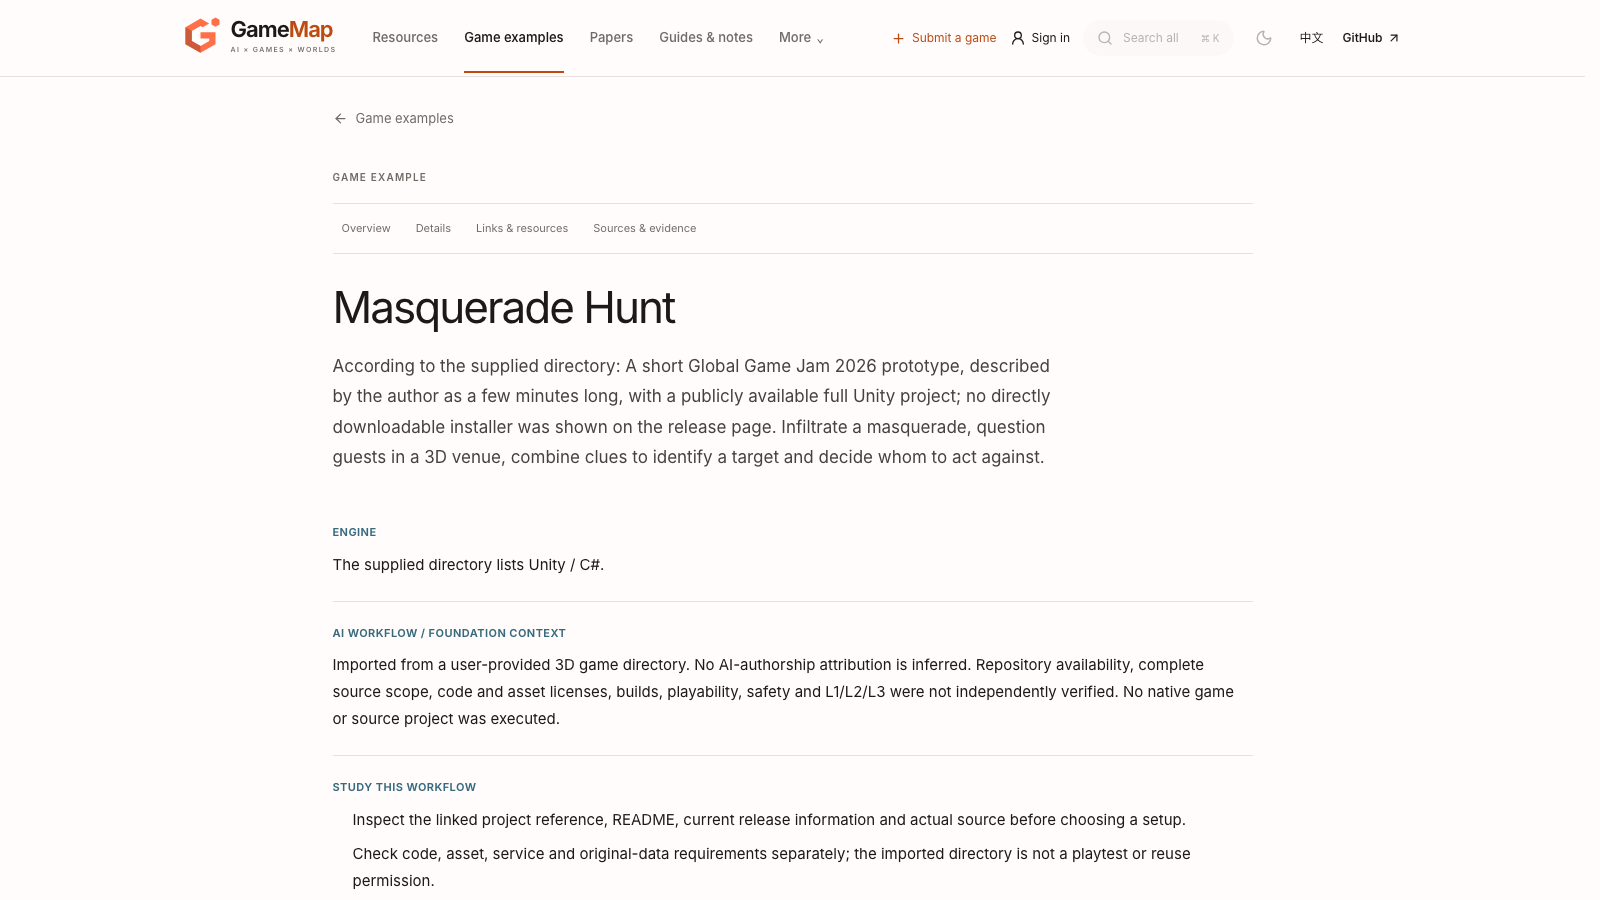 GameMap
AI × GAMES × WORLDS
Resources
Game examples
Papers
Guides & notes
More
Submit a game
Sign in
Search all
⌘ K
中文
GitHub
Game examples
GAME EXAMPLE
Overview
Details
Links & resources
Sources & evidence
Masquerade Hunt
According to the supplied directory: A short Global Game Jam 2026 prototype, described
by the author as a few minutes long, with a publicly available full Unity project; no directly
downloadable installer was shown on the release page. Infiltrate a masquerade, question
guests in a 3D venue, combine clues to identify a target and decide whom to act against.
ENGINE
The supplied directory lists Unity / C#.
AI WORKFLOW / FOUNDATION CONTEXT
Imported from a user-provided 3D game directory. No AI-authorship attribution is inferred. Repository availability, complete
source scope, code and asset licenses, builds, playability, safety and L1/L2/L3 were not independently verified. No native game
or source project was executed.
STUDY THIS WORKFLOW
Inspect the linked project reference, README, current release information and actual source before choosing a setup.
Check code, asset, service and original-data requirements separately; the imported directory is not a playtest or reuse
permission.